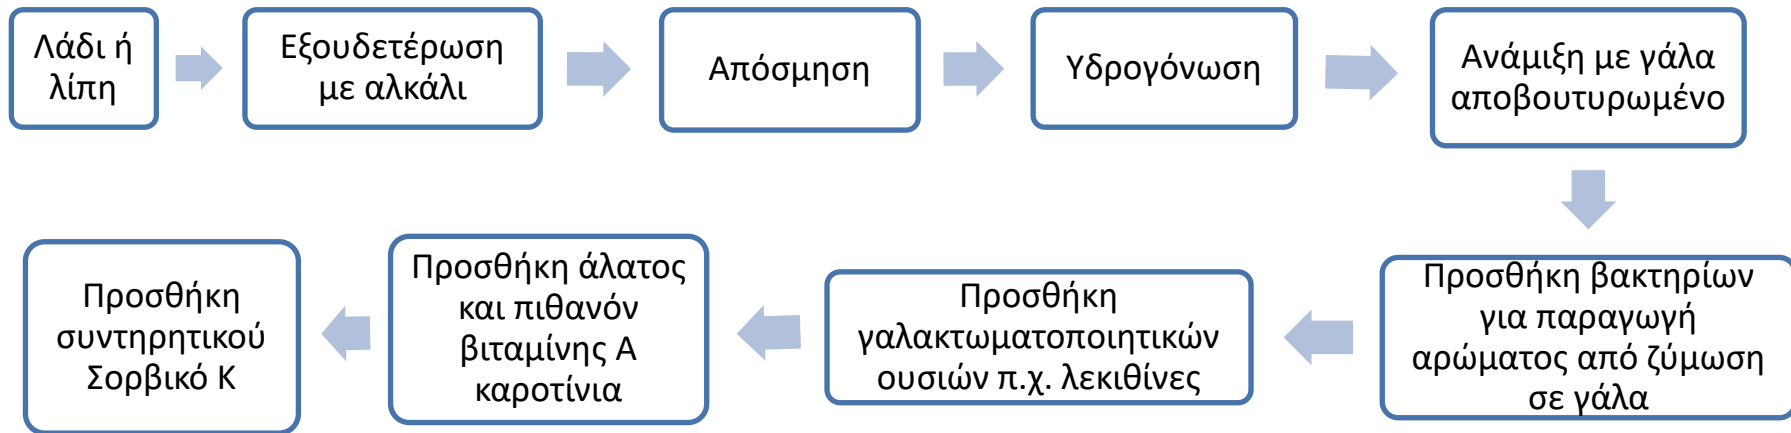 Λάδι ή
λίπη
Εξουδετέρωση
με αλκάλι
Απόσμηση
Υδρογόνωση
Ανάμιξη με γάλα
αποβουτυρωμένο
Προσθήκη βακτηρίων
για παραγωγή
αρώματος από ζύμωση
σε γάλα
Προσθήκη
γαλακτωματοποιητικών
ουσιών π.χ. λεκιθίνες
Προσθήκη άλατος
και πιθανόν
βιταμίνης Α
καροτίνια
Προσθήκη
συντηρητικού
Σορβικό Κ